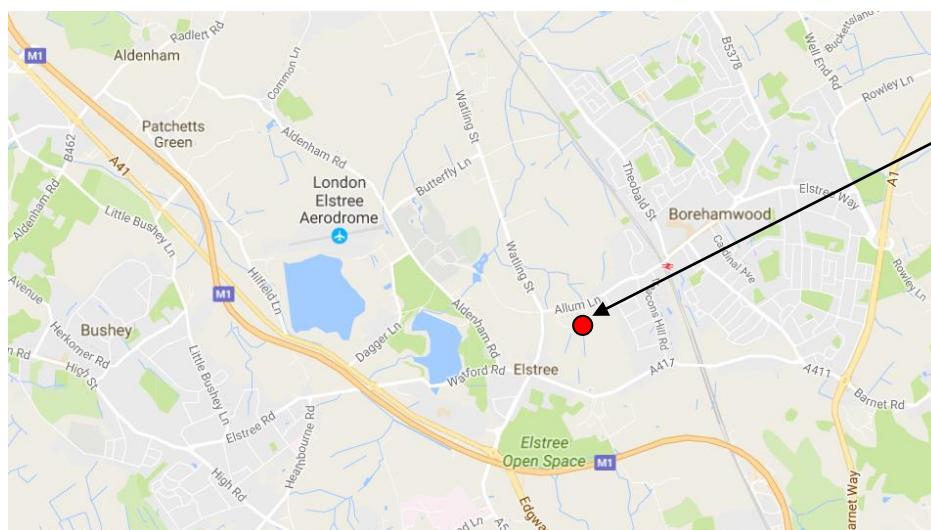 M1
Aldenham
Radlett Rd
Common Ln
Patchetts
Green
B462
A41
Aldenham Rd
Little Bushey Ln
Avenue
Bushey
Herkomer Rd
High St
Little Bushey Ln
Elstree Rd
High Rd
Heathbourne Rd
Hilfield Ln
M1
London
Elstree
Aerodrome
Aldenham Rd
Butterfly Ln
Watling St
Watling St
Dagger Ln
Aldenham Rd
Watford Rd
Elstree
Allum Ln
Elstree
Open Space
M1
A417
A411
Barnet Rd
Barnet Way
Theobald St
Borehamwood
Cardinal Ave
Elstree Way
B5378
Well End Rd
Rowley Ln
A1
Rowley Ln